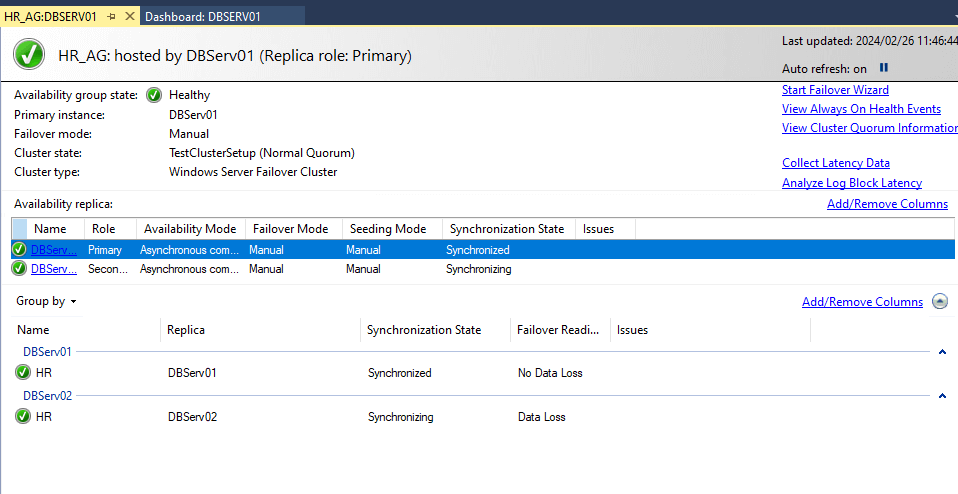 HR_AG:DBSERV01 Dashboard: DBSERV01
HR_AG: hosted by DBServ01 (Replica role: Primary)
Last updated: 2024/02/26 11:46:44
Auto refresh: on
Start Failover Wizard
View Always On Health Events
View Cluster Quorum Information
Collect Latency Data
Analyze Log Block Latency
Availability group state: Healthy
Primary instance: DBServ01
Failover mode: Manual
Cluster state: TestClusterSetup (Normal Quorum)
Cluster type: Windows Server Failover Cluster
Availability replica: Add/Remove Columns
Name Role Availability Mode Failover Mode Seeding Mode Synchronization State Issues
DBServ... Primary Asynchronous com... Manual Manual Synchronized
DBServ... Secon... Asynchronous com... Manual Manual Synchronizing
Group by Add/Remove Columns
Name Replica Synchronization State Failover Readi... Issues
DBServ01
HR DBServ01 Synchronized No Data Loss
DBServ02
HR DBServ02 Synchronizing Data Loss